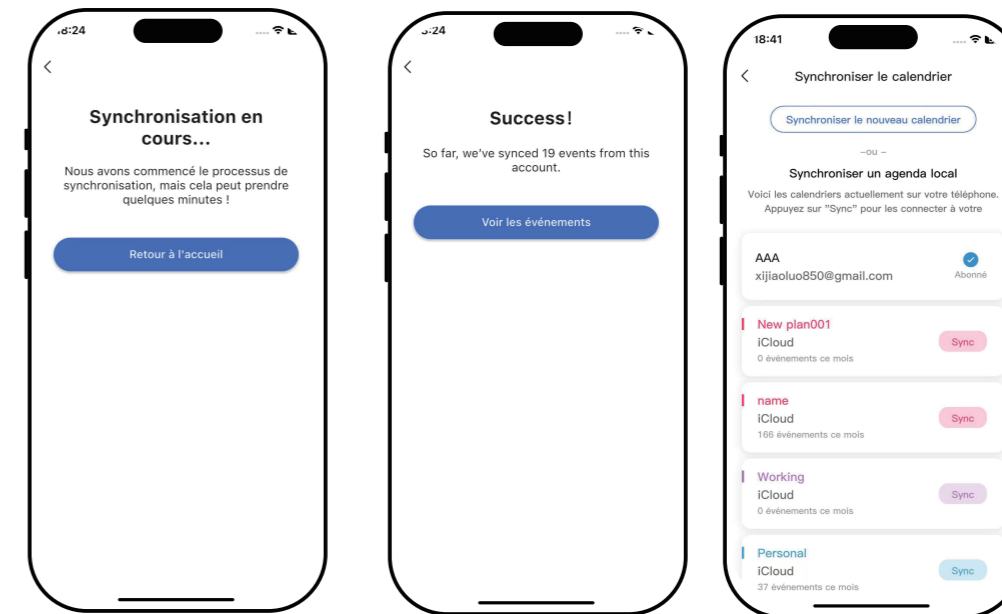 18:24
Synchronisation en
cours...
Nous avons commencé le processus de
synchronisation, mais cela peut prendre
quelques minutes !
Retour à l'accueil
Success!
So far, we've synced 19 events from this
account.
Voir les événements
18:41
Synchroniser le calendrier
Synchroniser le nouveau calendrier
–ou –
Synchroniser un agenda local
Voici les calendriers actuellement sur votre téléphone.
Appuyez sur "Sync" pour les connecter à votre
AAA
xijiaoluo850@gmail.com
Abonné
New plan001
iCloud
Sync
0 événements ce mois
name
iCloud
Sync
166 événements ce mois
Working
iCloud
Sync
0 événements ce mois
Personal
iCloud
Sync
37 événements ce mois